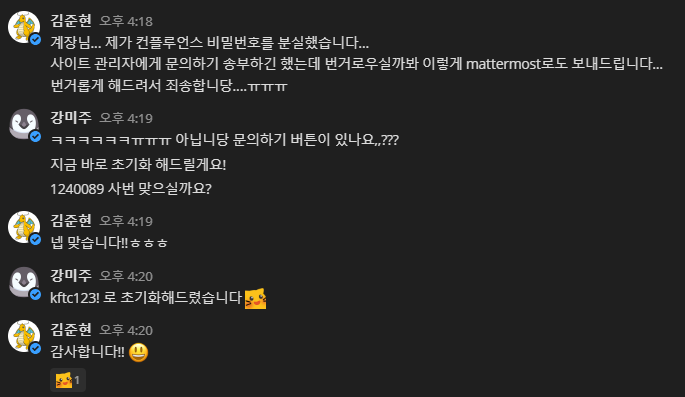 김준현 오후 4:18
계장님... 제가 컨플루언스 비밀번호를 분실했습니다...
사이트 관리자에게 문의하기 송부하긴 했는데 번거로우실까봐 이렇게 mattermost로도 보내드립니다...
번거롭게 해드려서 죄송합니당....ㅠㅠㅠ
강미주 오후 4:19
ㅋㅋㅋㅋㅋㅋㅠㅠㅠ 아닙니당 문의하기 버튼이 있나요,,???
지금 바로 초기화 해드릴게요!
1240089 사번 맞으실까요?
김준현 오후 4:19
넵 맞습니다!!ㅎㅎㅎ
강미주 오후 4:20
kftc123! 로 초기화해드렸습니다
김준현 오후 4:20
감사합니다!!
1